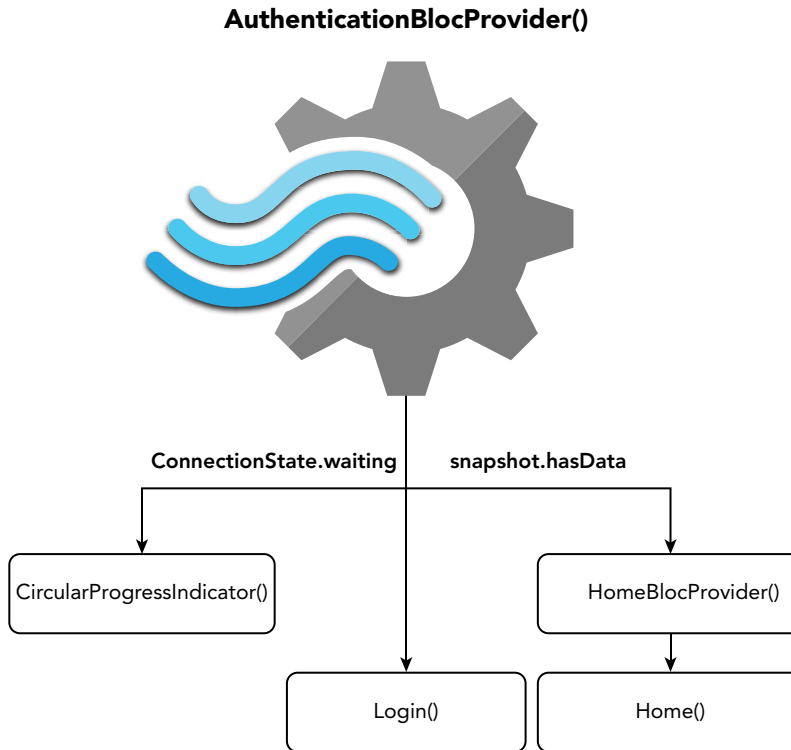 AuthenticationBlocProvider()
ConnectionState.waiting
snapshot.hasData
CircularProgressIndicator()
HomeBlocProvider()
Login()
Home()